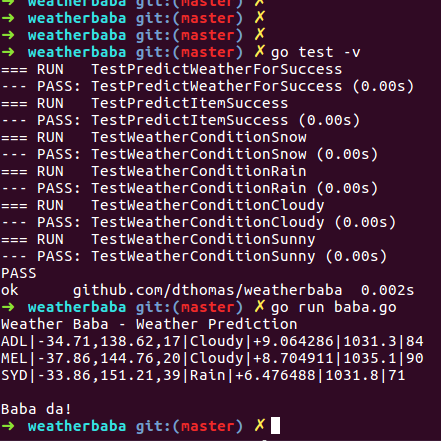 ➜  weatherbaba git:(master) ✗
➜  weatherbaba git:(master) ✗
➜  weatherbaba git:(master) ✗
➜  weatherbaba git:(master) ✗ go test -v
=== RUN   TestPredictWeatherForSuccess
--- PASS: TestPredictWeatherForSuccess (0.00s)
=== RUN   TestPredictItemSuccess
--- PASS: TestPredictItemSuccess (0.00s)
=== RUN   TestWeatherConditionSnow
--- PASS: TestWeatherConditionSnow (0.00s)
=== RUN   TestWeatherConditionRain
--- PASS: TestWeatherConditionRain (0.00s)
=== RUN   TestWeatherConditionCloudy
--- PASS: TestWeatherConditionCloudy (0.00s)
=== RUN   TestWeatherConditionSunny
--- PASS: TestWeatherConditionSunny (0.00s)
PASS
ok      github.com/dthomas/weatherbaba  0.002s
➜  weatherbaba git:(master) ✗ go run baba.go
Weather Baba - Weather Prediction
ADL|-34.71,138.62,17|Cloudy|+9.064286|1031.3|84
MEL|-37.86,144.76,20|Cloudy|+8.704911|1035.1|90
SYD|-33.86,151.21,39|Rain|+6.476488|1031.8|71

Baba da!
➜  weatherbaba git:(master) ✗